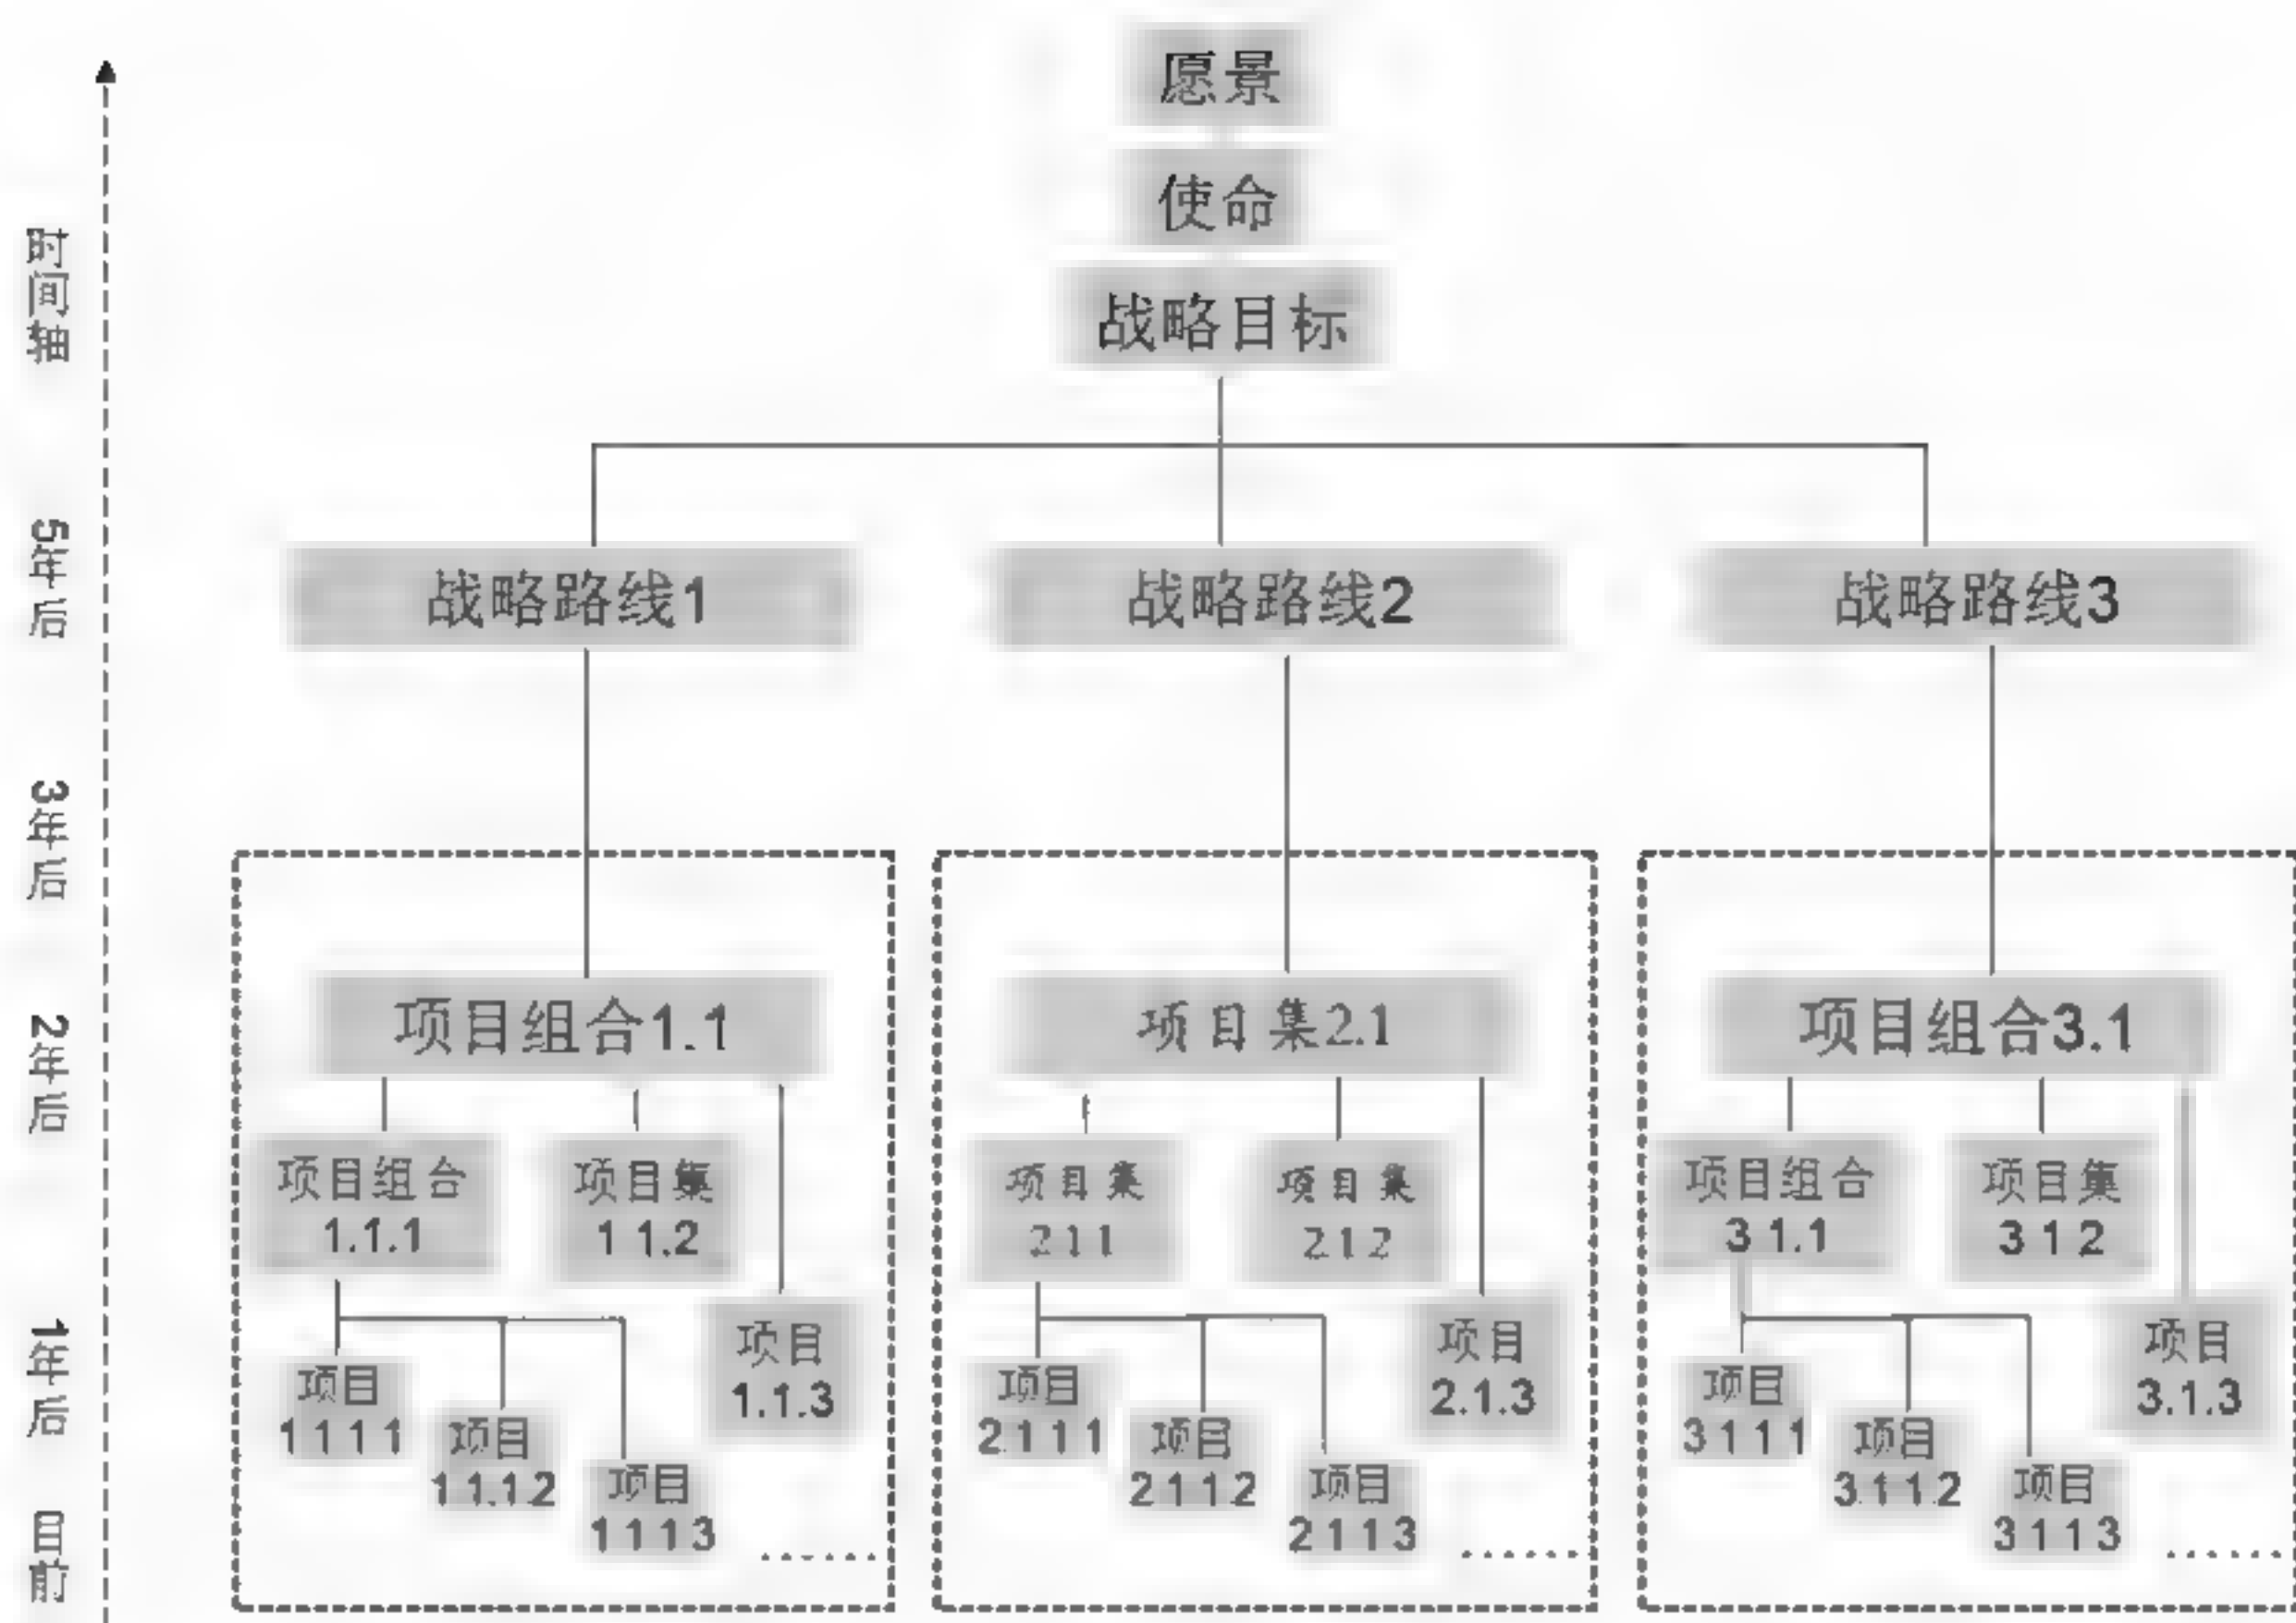 愿景
使命
战略目标
时间轴
5年后
3年后
2年后
1年后
目前
战略路线1
战略路线2
战略路线3
项目组合1.1
项目集2.1
项目组合3.1
项目组合
1.1.1
项目集
1 1.2
项目集
2 1 1
项目集
2 1 2
项目组合
3 1.1
项目集
3 1 2
项目
1.1.3
项目
2.1.3
项目
3.1.3
项目
1 1 1 1
项目
1 1.1 2
项目
1 1 1 3
项目
2.1 1 1
项目
2 1 1 2
项目
2 1 1 3
项目
3 1 1 1
项目
3.1 1.2
项目
3 1 1 3